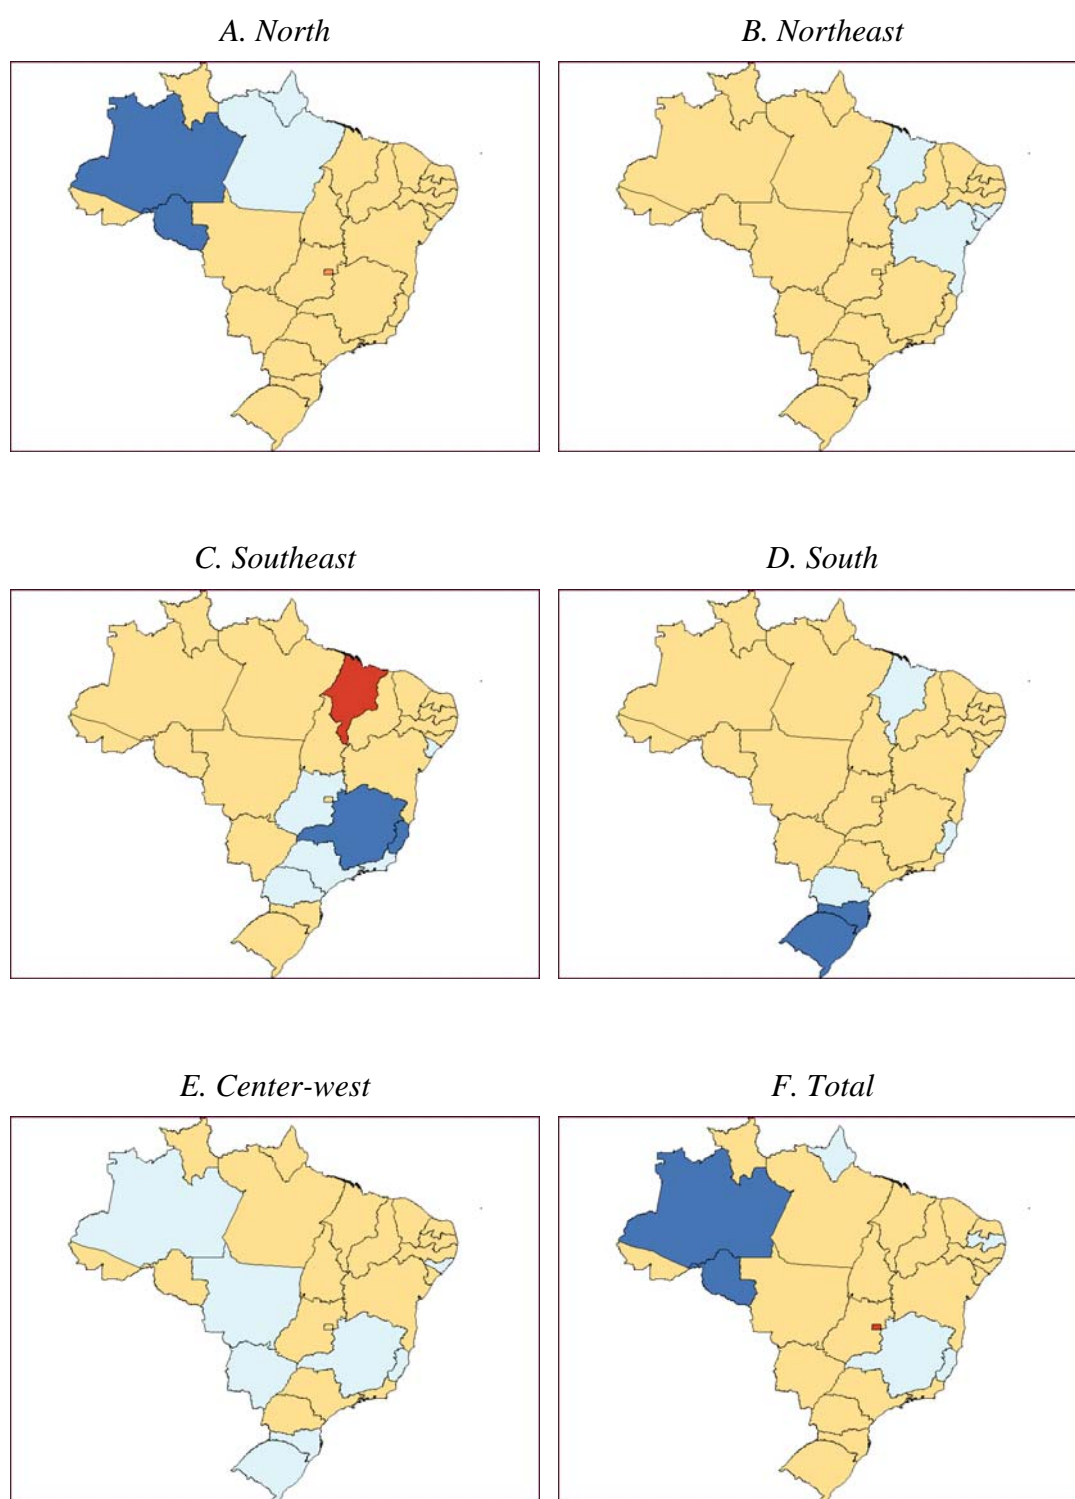 A. North
B. Northeast
C. Southeast
D. South
E. Center-west
F. Total